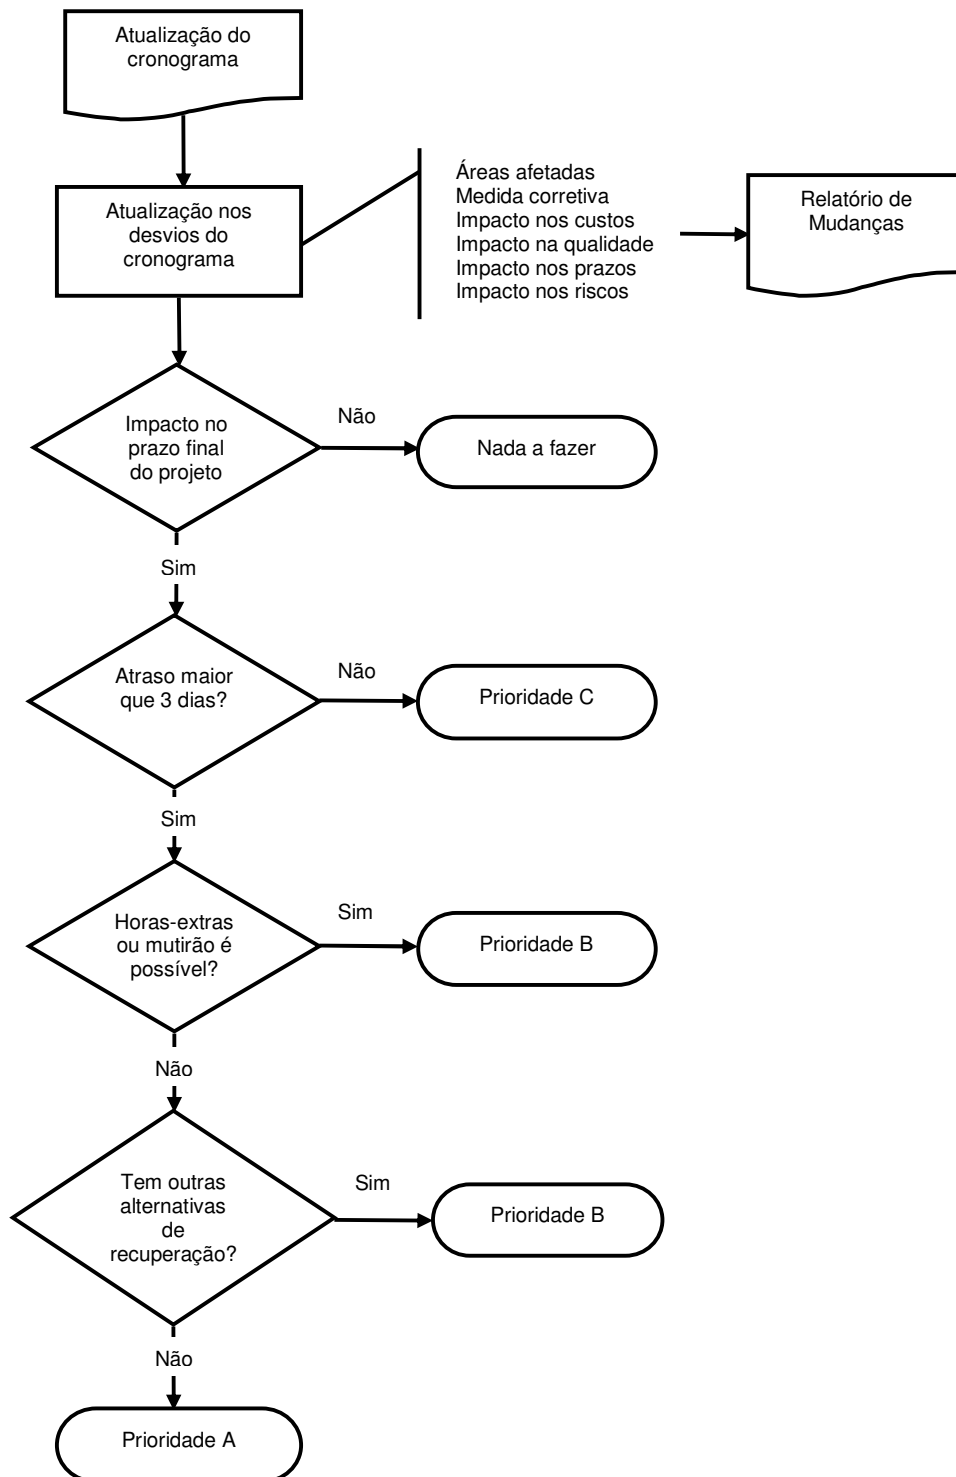 Atualização do
cronograma
Atualização nos
desvios do
cronograma
Áreas afetadas
Medida corretiva
Impacto nos custos
Impacto na qualidade
Impacto nos prazos
Impacto nos riscos
Relatório de
Mudanças
Impacto no
prazo final
do projeto
Não
Nada a fazer
Sim
Atraso maior
que 3 dias?
Não
Prioridade C
Sim
Horas-extras
ou mutirão é
possível?
Sim
Prioridade B
Não
Tem outras
alternativas
de
recuperação?
Sim
Prioridade B
Não
Prioridade A